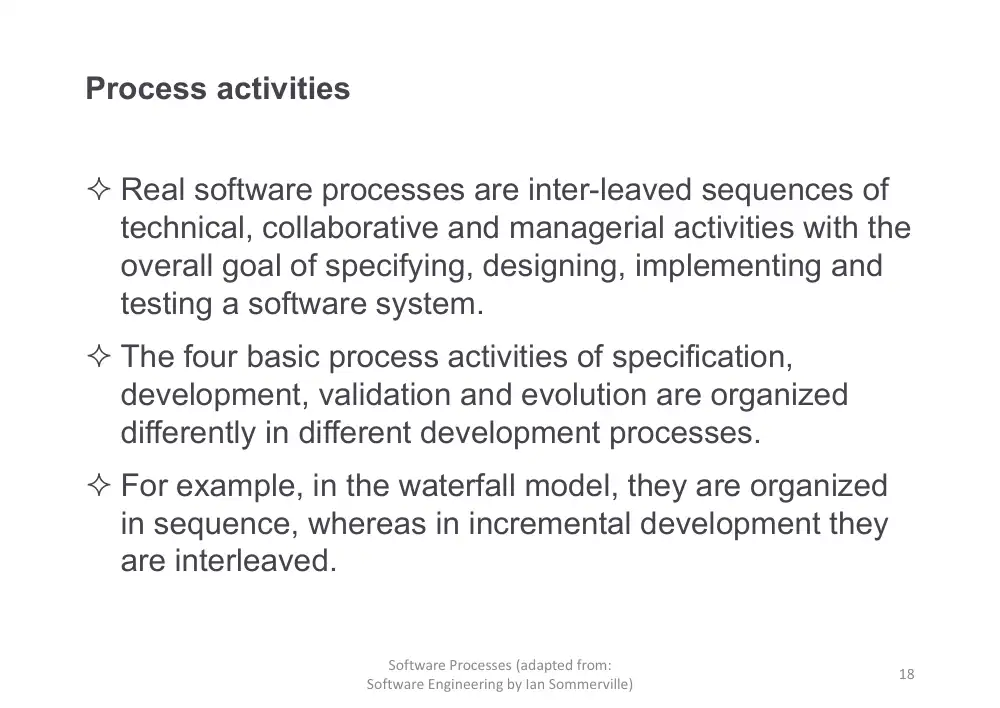 Process activities
✧ Real software processes are inter-leaved sequences of
technical, collaborative and managerial activities with the
overall goal of specifying, designing, implementing and
testing a software system.
✧ The four basic process activities of specification,
development, validation and evolution are organized
differently in different development processes.
✧ For example, in the waterfall model, they are organized
in sequence, whereas in incremental development they
are interleaved.
Software Processes (adapted from:
Software Engineering by Ian Sommerville)
18